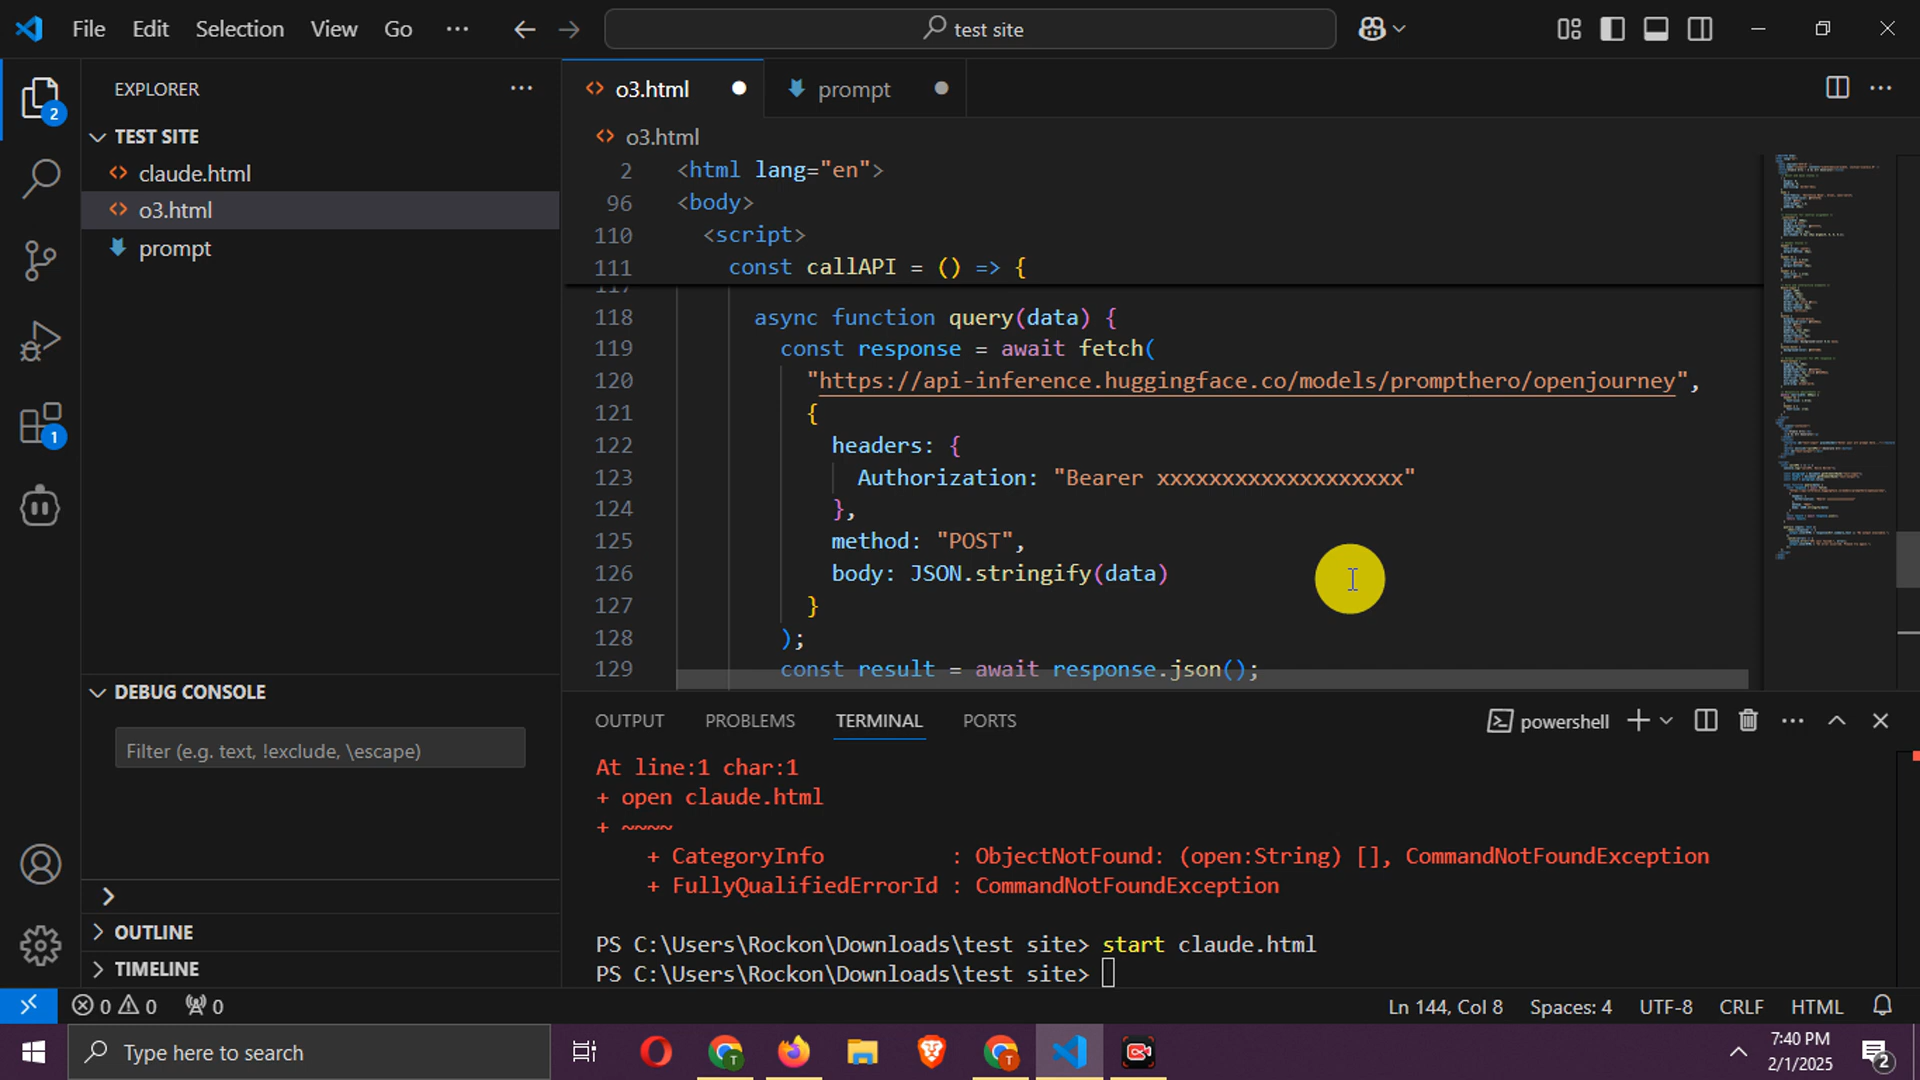 File Edit Selection View Go ··· test site
EXPLORER
TEST SITE
claude.html
o3.html
prompt
2
1
DEBUG CONSOLE
Filter (e.g. text, !exclude, \escape)
OUTLINE
TIMELINE
o3.html prompt
o3.html
2 <html lang="en">
96 <body>
110 <script>
111 const callAPI = () => {
117
118 async function query(data) {
119 const response = await fetch(
120 "https://api-inference.huggingface.co/models/prompthero/openjourney",
121 {
122 headers: {
123 Authorization: "Bearer xxxxxxxxxxxxxxxxxxx"
124 },
125 method: "POST",
126 body: JSON.stringify(data)
127 }
128 );
129 const result = await response.json();
OUTPUT PROBLEMS TERMINAL PORTS powershell
At line:1 char:1
+ open claude.html
+ ~~~~
+ CategoryInfo : ObjectNotFound: (open:String) [], CommandNotFoundException
+ FullyQualifiedErrorId : CommandNotFoundException
PS C:\Users\Rockon\Downloads\test site> start claude.html
PS C:\Users\Rockon\Downloads\test site>
0 0 0 Ln 144, Col 8 Spaces: 4 UTF-8 CRLF HTML
Type here to search T T 7:40 PM
2/1/2025 2